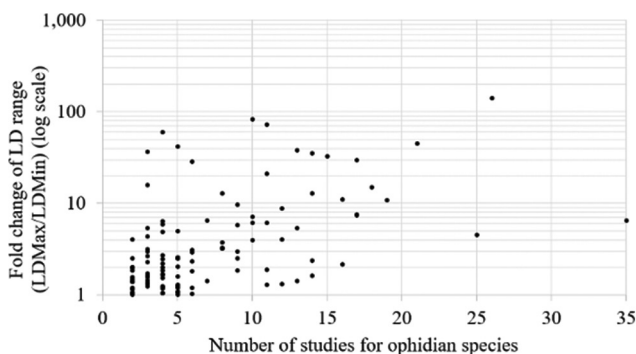 1,000
100
10
1
Fold change of LD range
(LDMax/LDMin) (log scale)
0 5 10 15 20 25 30 35
Number of studies for ophidian species